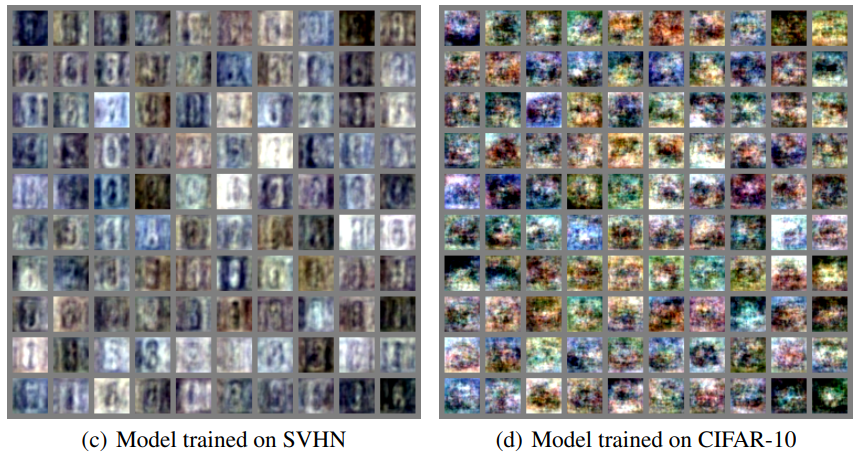 (c) Model trained on SVHN
(d) Model trained on CIFAR-10